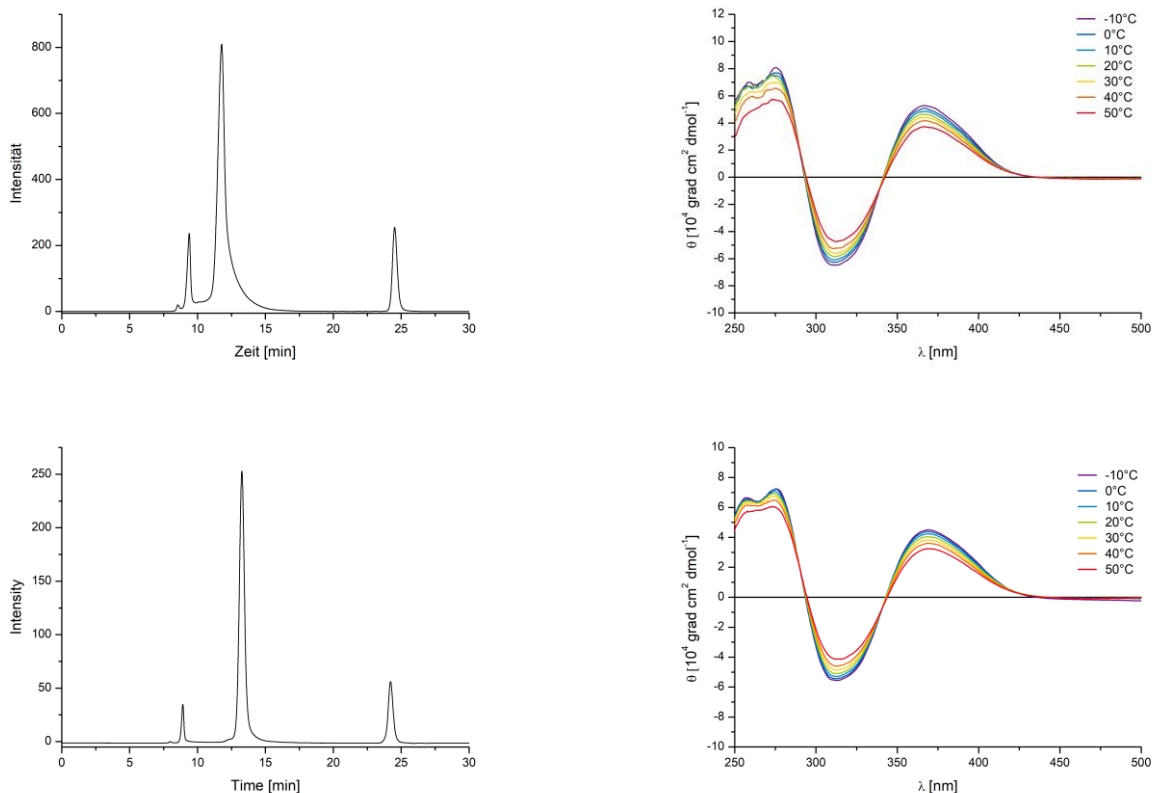 800
600
400
200
0
Intensität
0 5 10 15 20 25 30
Zeit [min]
12
10
8
6
4
2
0
-2
-4
-6
-8
-10
θ [10⁴ grad cm² dmol⁻¹]
250 300 350 400 450 500
λ [nm]
-10°C
0°C
10°C
20°C
30°C
40°C
50°C
250
200
150
100
50
0
Intensity
0 5 10 15 20 25 30
Time [min]
10
8
6
4
2
0
-2
-4
-6
-8
-10
θ [10⁴ grad cm² dmol⁻¹]
250 300 350 400 450 500
λ [nm]
-10°C
0°C
10°C
20°C
30°C
40°C
50°C